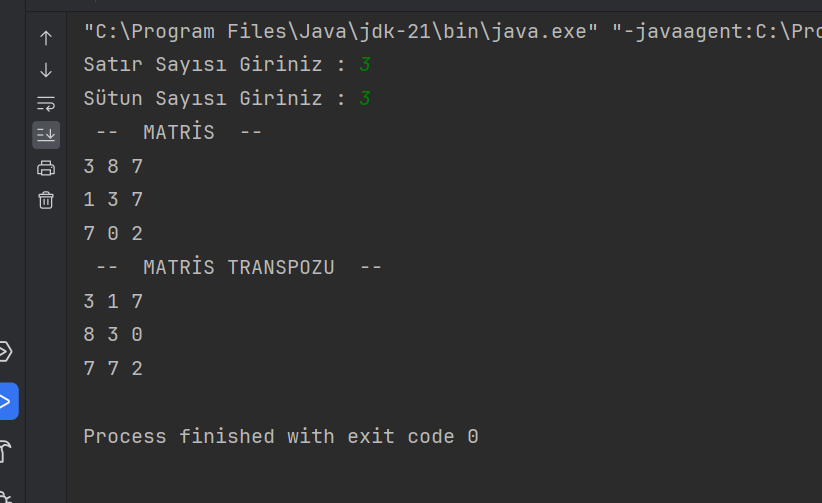 "C:\Program Files\Java\jdk-21\bin\java.exe" "-javaagent:C:\Pro
Satır Sayısı Giriniz : 3
Sütun Sayısı Giriniz : 3
-- MATRİS --
3 8 7
1 3 7
7 0 2
-- MATRİS TRANSPOZU --
3 1 7
8 3 0
7 7 2
Process finished with exit code 0